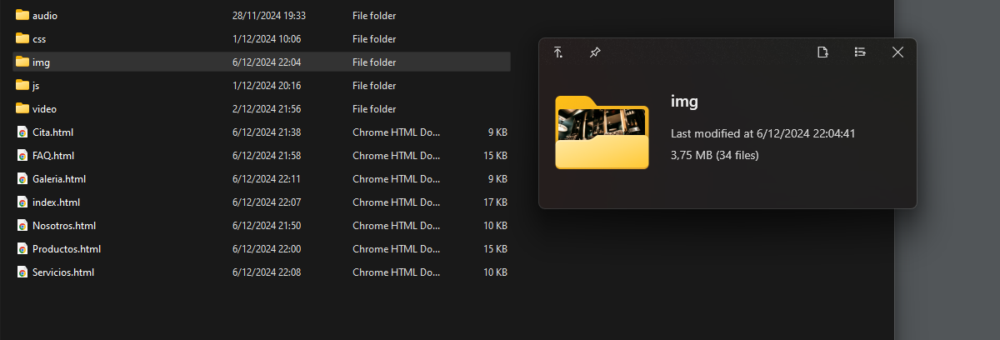 audio 28/11/2024 19:33 File folder
css 1/12/2024 10:06 File folder
img 6/12/2024 22:04 File folder
js 1/12/2024 20:16 File folder
video 2/12/2024 21:56 File folder
Cita.html 6/12/2024 21:38 Chrome HTML Do... 9 KB
FAQ.html 6/12/2024 21:58 Chrome HTML Do... 15 KB
Galeria.html 6/12/2024 22:11 Chrome HTML Do... 9 KB
index.html 6/12/2024 22:07 Chrome HTML Do... 17 KB
Nosotros.html 6/12/2024 21:50 Chrome HTML Do... 10 KB
Productos.html 6/12/2024 22:00 Chrome HTML Do... 15 KB
Servicios.html 6/12/2024 22:08 Chrome HTML Do... 10 KB
img
Last modified at 6/12/2024 22:04:41
3,75 MB (34 files)